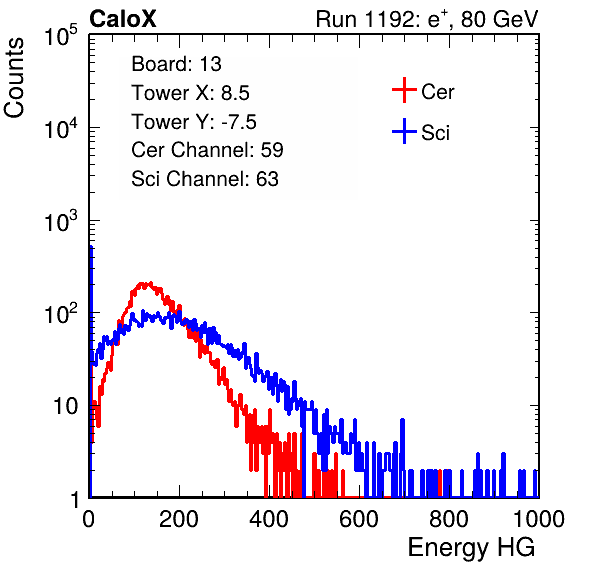 CaloX Run 1192: e⁺, 80 GeV
Counts
Board: 13
Tower X: 8.5
Tower Y: -7.5
Cer Channel: 59
Sci Channel: 63
Cer
Sci
10⁵
10⁴
10³
10²
10
1
0 200 400 600 800 1000
Energy HG